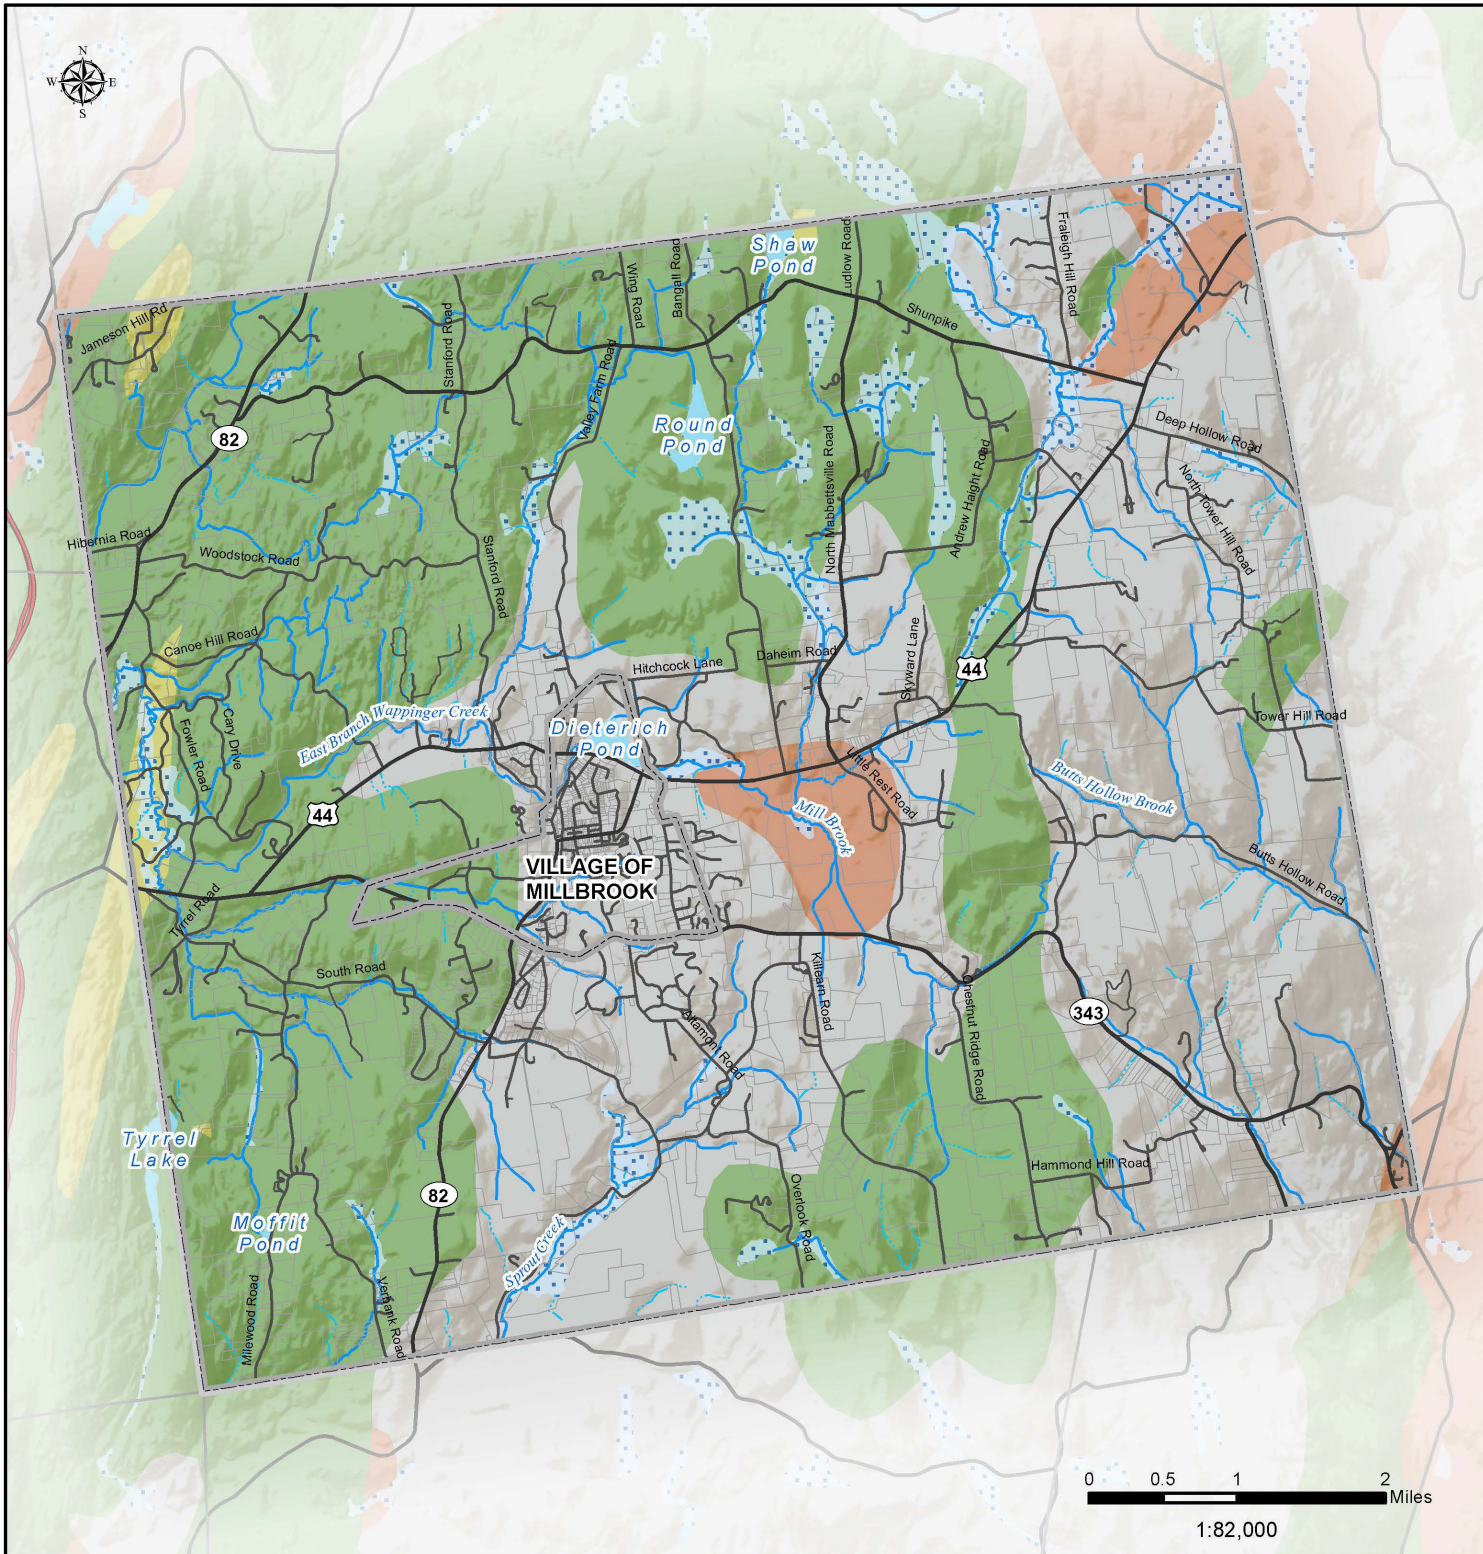 N
W E
S
Shaw
Pond
Ludlow Road
Fraleigh Hill Road
Wing Road
Bangall Road
Jameson Hill Rd
Stanford Road
Shunpike
Valley Farm Road
Round
Pond
82
Deep Hollow Road
North Mabbettsville Road
Andrew Haight Road
North Tower Hill Road
Hibernia Road
Woodstock Road
Stanford Road
Canoe Hill Road
Hitchcock Lane
Daheim Road
Skyward Lane
44
Tower Hill Road
Fowler Road
Cary Drive
East Branch Wappinger Creek
Dieterich
Pond
Little Rest Road
Butts Hollow Brook
44
Mill Brook
VILLAGE OF
MILLBROOK
Butts Hollow Road
Tyrrel Road
South Road
Killearn Road
Chestnut Ridge Road
343
Altamont Road
Tyrrel
Lake
Hammond Hill Road
82
Overlook Road
Moffit
Pond
Sprout Creek
Milewood Road
Verbank Road
0 0.5 1 2
Miles
1:82,000